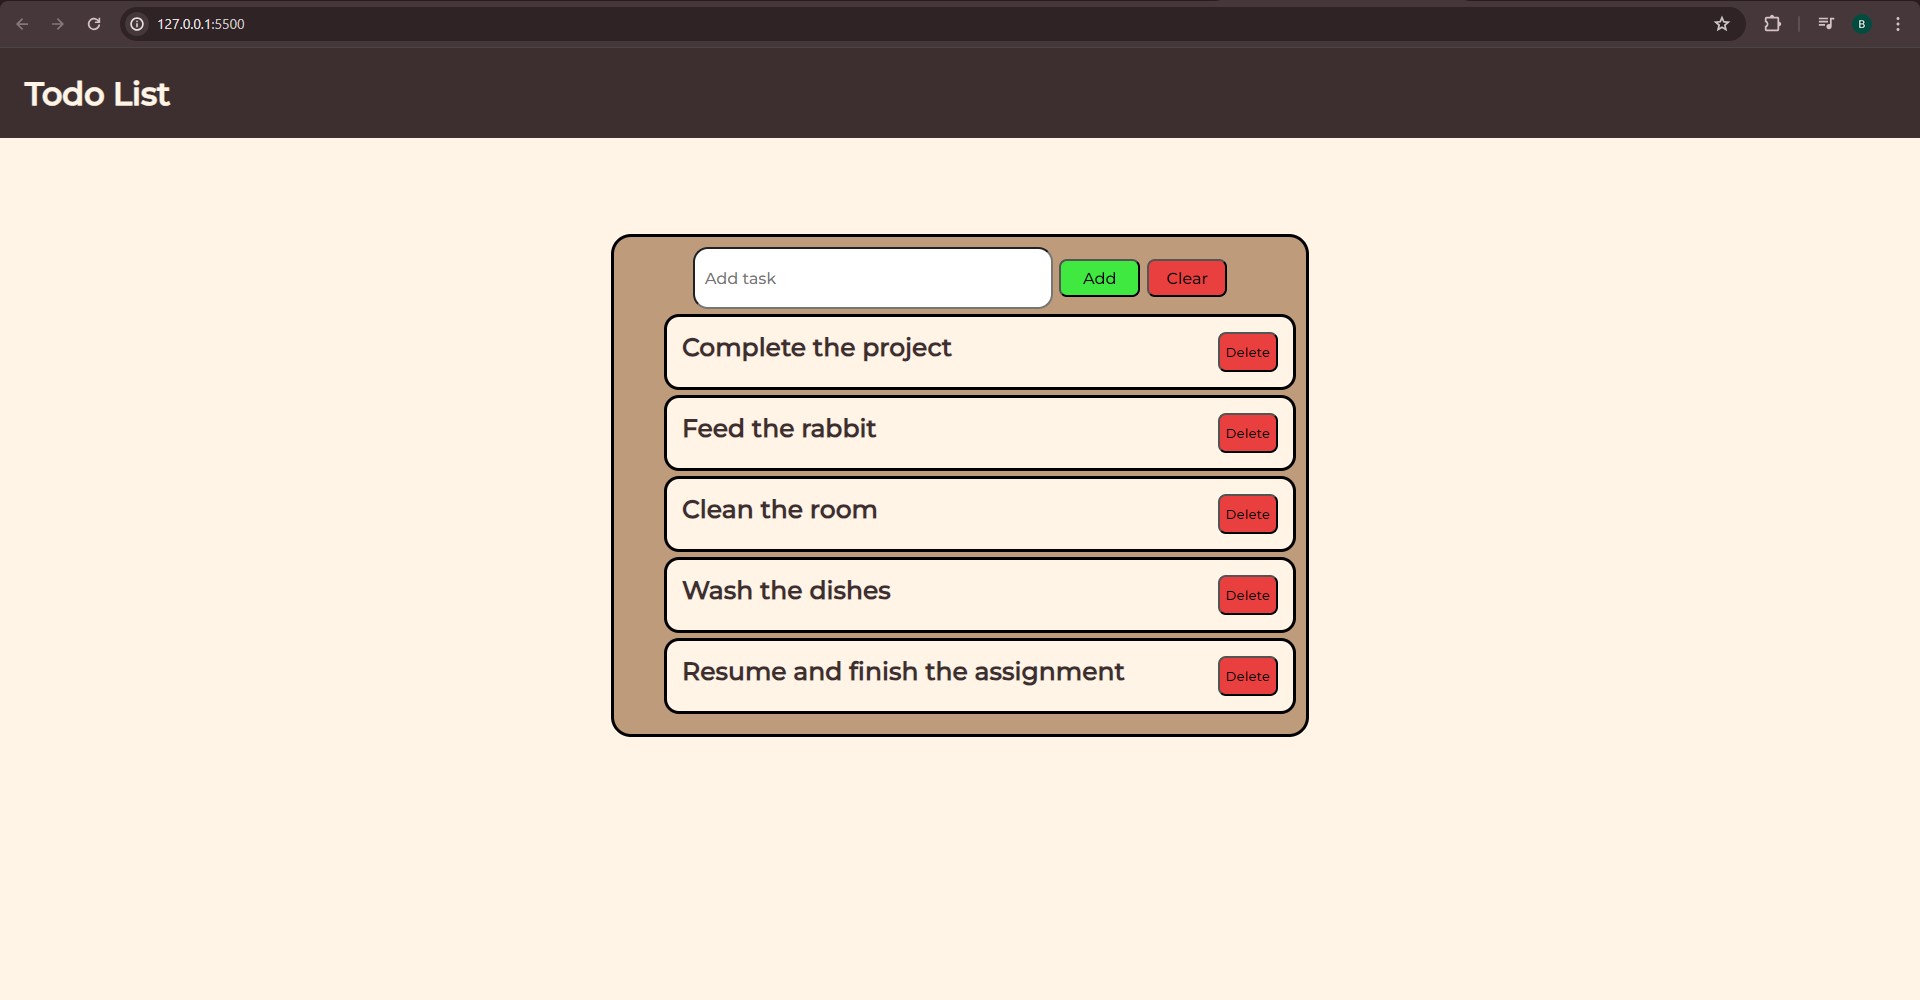 127.0.0.1:5500
B
Todo List
Add task
Add
Clear
Complete the project
Delete
Feed the rabbit
Delete
Clean the room
Delete
Wash the dishes
Delete
Resume and finish the assignment
Delete